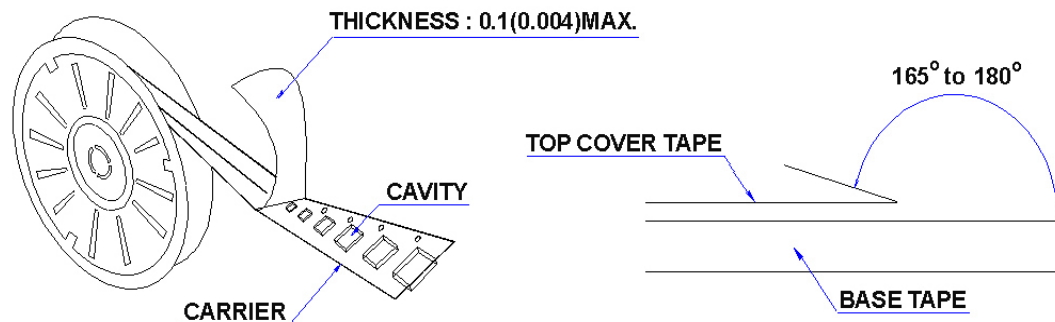 THICKNESS : 0.1(0.004)MAX.
165° to 180°
TOP COVER TAPE
CAVITY
CARRIER
BASE TAPE